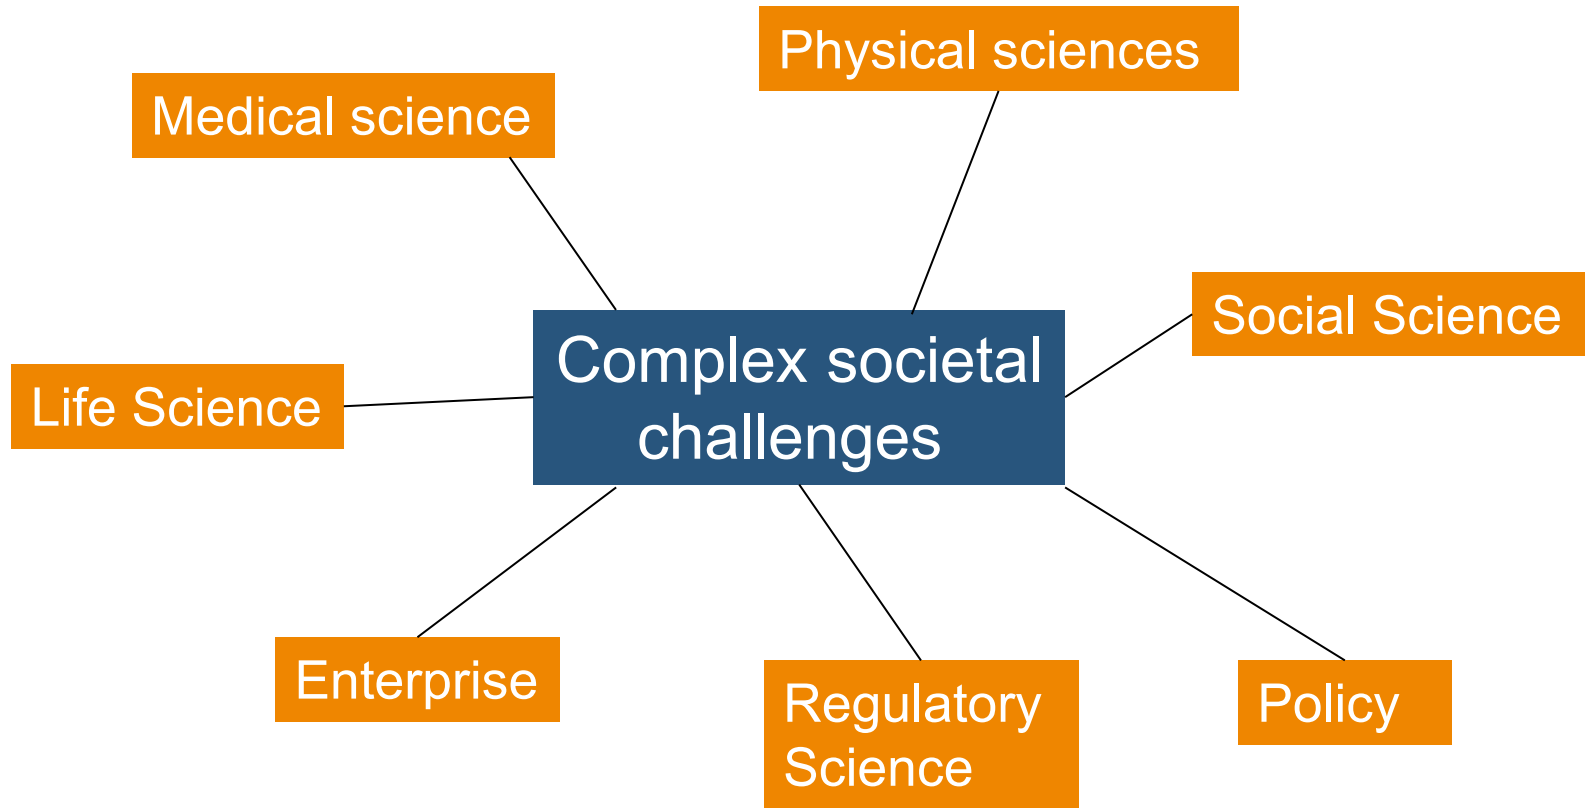 Physical sciences
Medical science
Social Science
Complex societal
challenges
Life Science
Enterprise
Regulatory
Science
Policy